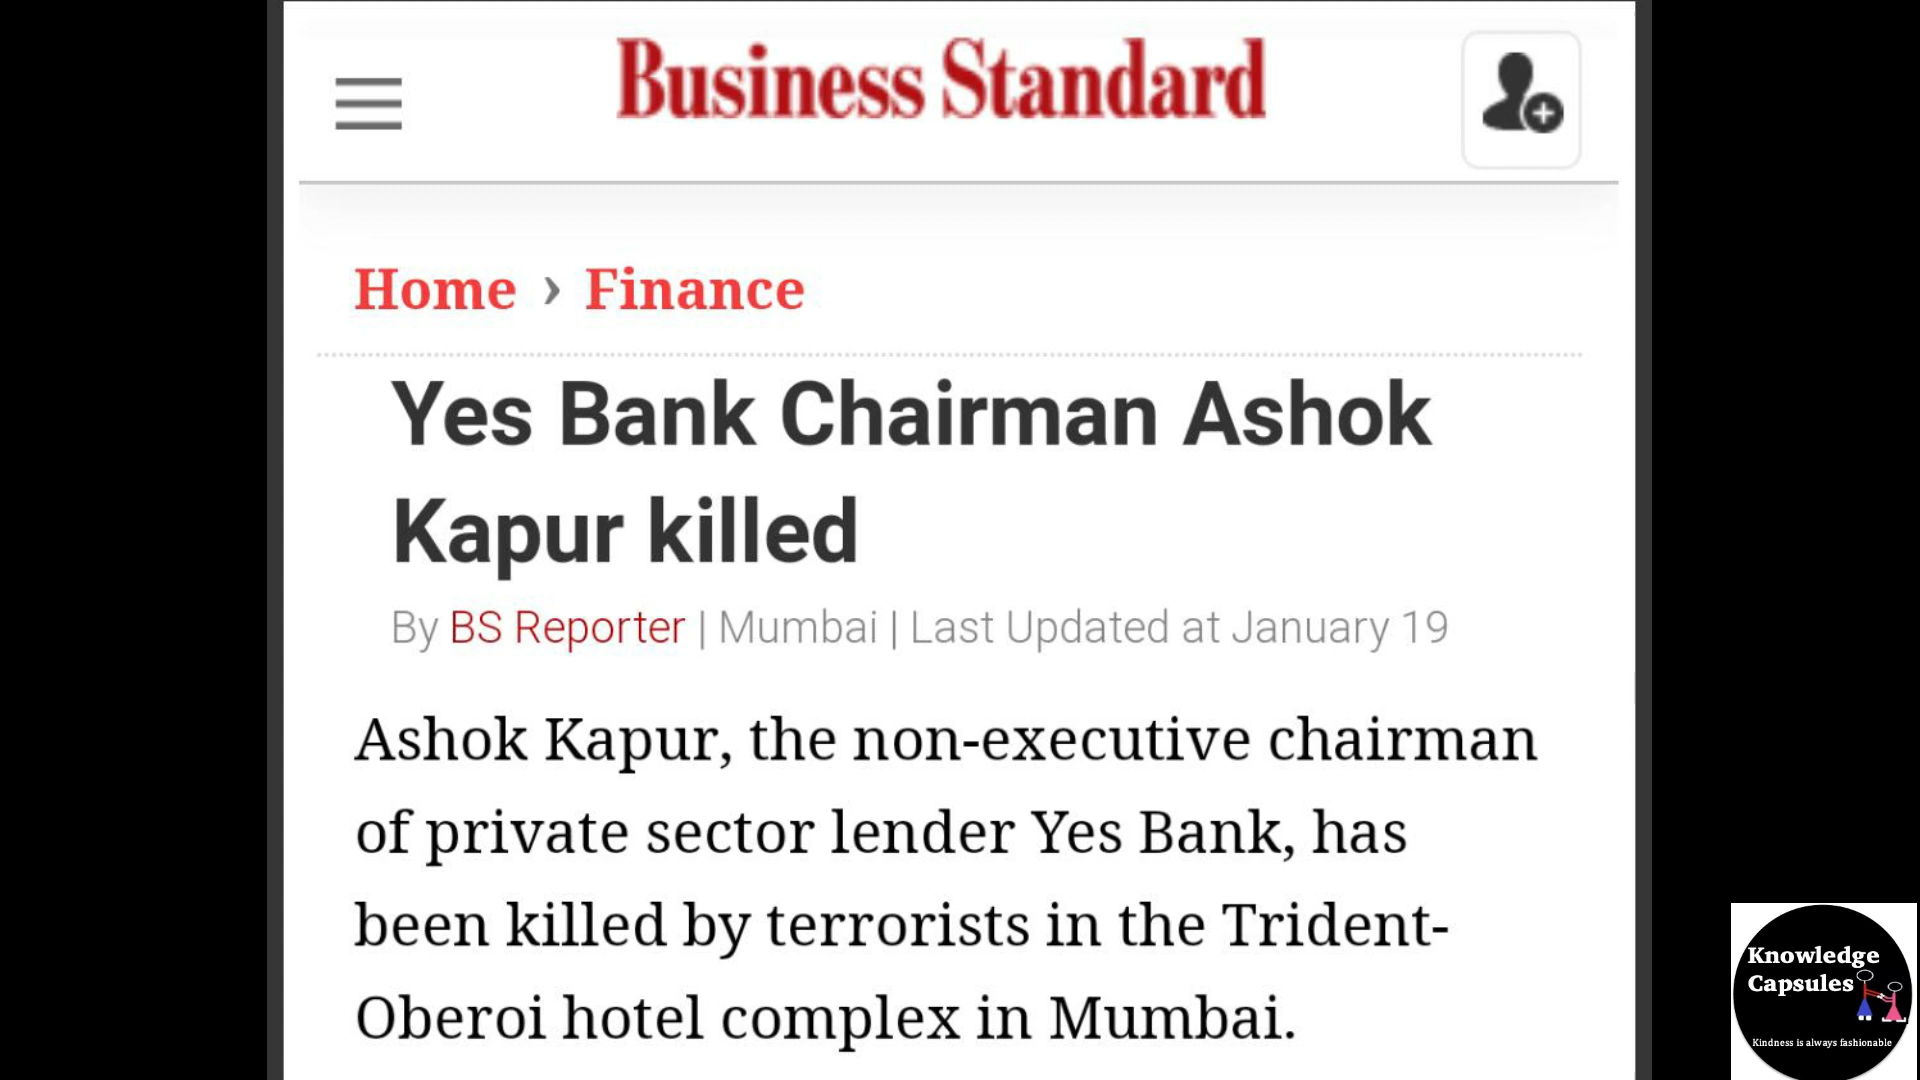 Business Standard
Home › Finance
Yes Bank Chairman Ashok
Kapur killed
By BS Reporter | Mumbai | Last Updated at January 19
Ashok Kapur, the non-executive chairman
of private sector lender Yes Bank, has
been killed by terrorists in the Trident-
Oberoi hotel complex in Mumbai.
Knowledge
Capsules
Kindness is always fashionable